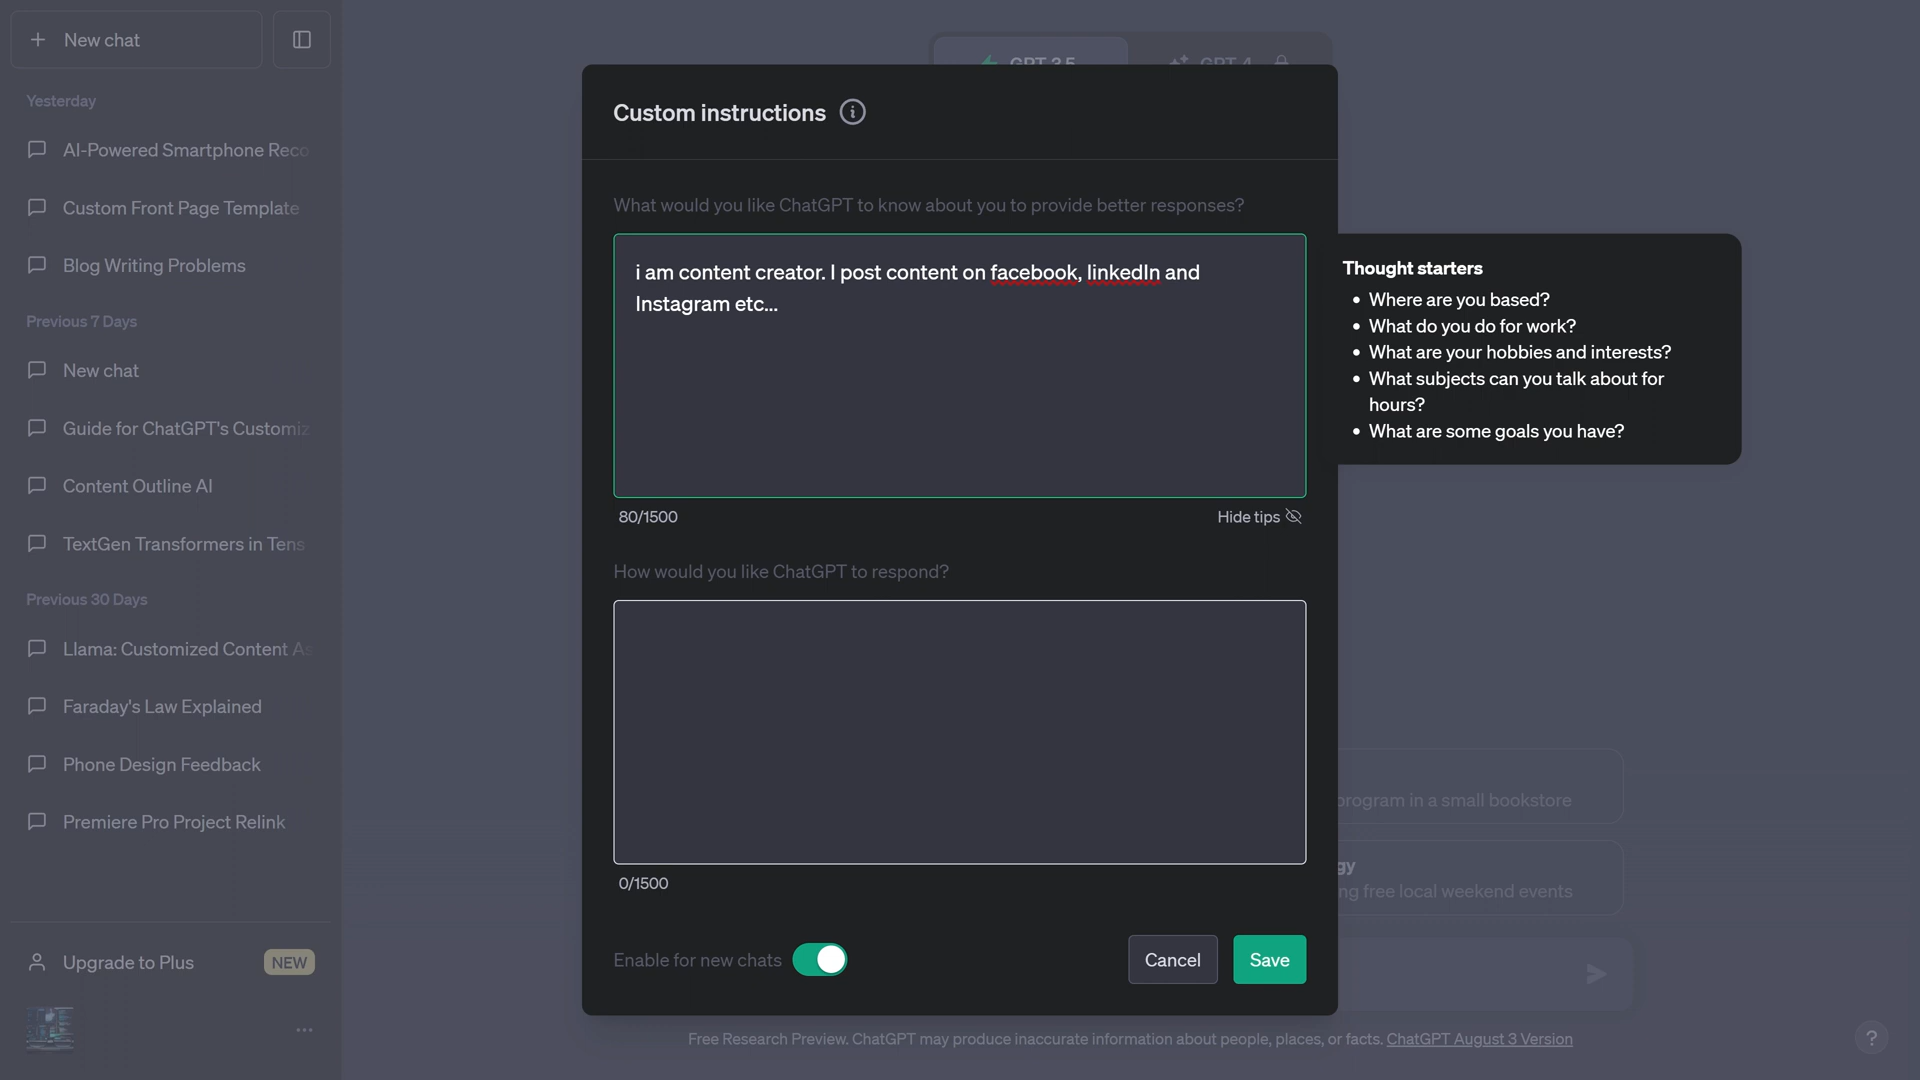 New chat
Yesterday
AI-Powered Smartphone Reco
Custom Front Page Template
Blog Writing Problems
Previous 7 Days
New chat
Guide for ChatGPT's Customiz
Content Outline AI
TextGen Transformers in Tens
Previous 30 Days
Llama: Customized Content As
Faraday's Law Explained
Phone Design Feedback
Premiere Pro Project Relink
Upgrade to Plus
NEW
GPT-3.5
GPT-4
Custom instructions
What would you like ChatGPT to know about you to provide better responses?
i am content creator. I post content on facebook, linkedIn and
Instagram etc...
80/1500
Hide tips
How would you like ChatGPT to respond?
0/1500
Enable for new chats
Cancel
Save
Thought starters
• Where are you based?
• What do you do for work?
• What are your hobbies and interests?
• What subjects can you talk about for
hours?
• What are some goals you have?
program in a small bookstore
gy
ng free local weekend events
Free Research Preview. ChatGPT may produce inaccurate information about people, places, or facts. ChatGPT August 3 Version
?